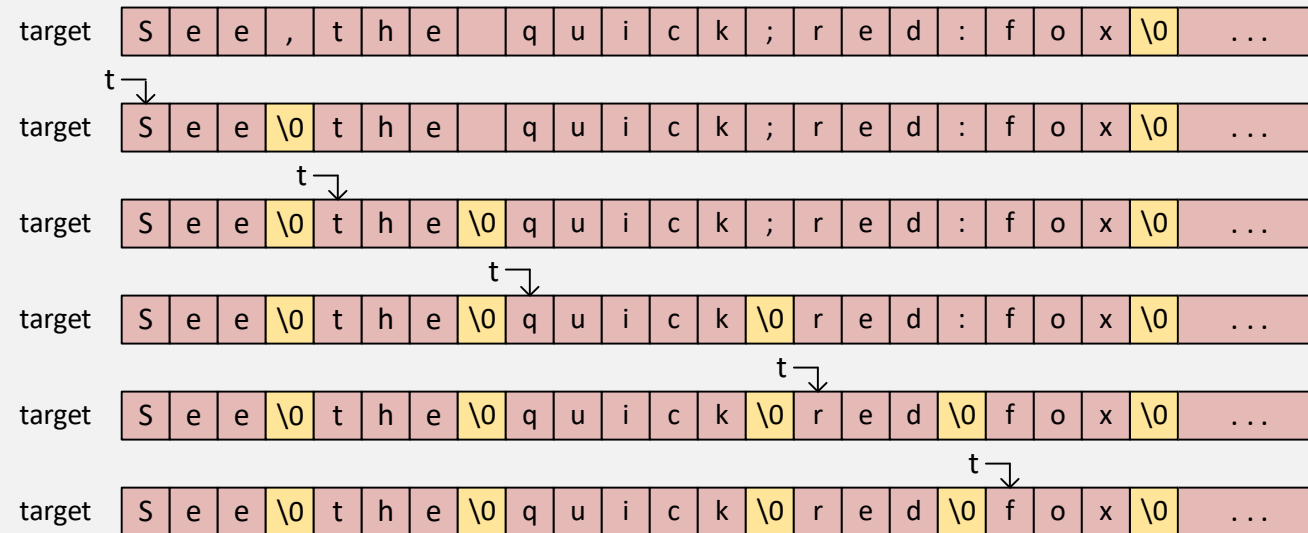 target S e e , t h e q u i c k ; r e d : f o x \0 ...
t
target S e e \0 t h e q u i c k ; r e d : f o x \0 ...
t
target S e e \0 t h e \0 q u i c k ; r e d : f o x \0 ...
t
target S e e \0 t h e \0 q u i c k \0 r e d : f o x \0 ...
t
target S e e \0 t h e \0 q u i c k \0 r e d \0 f o x \0 ...
t
target S e e \0 t h e \0 q u i c k \0 r e d \0 f o x \0 ...